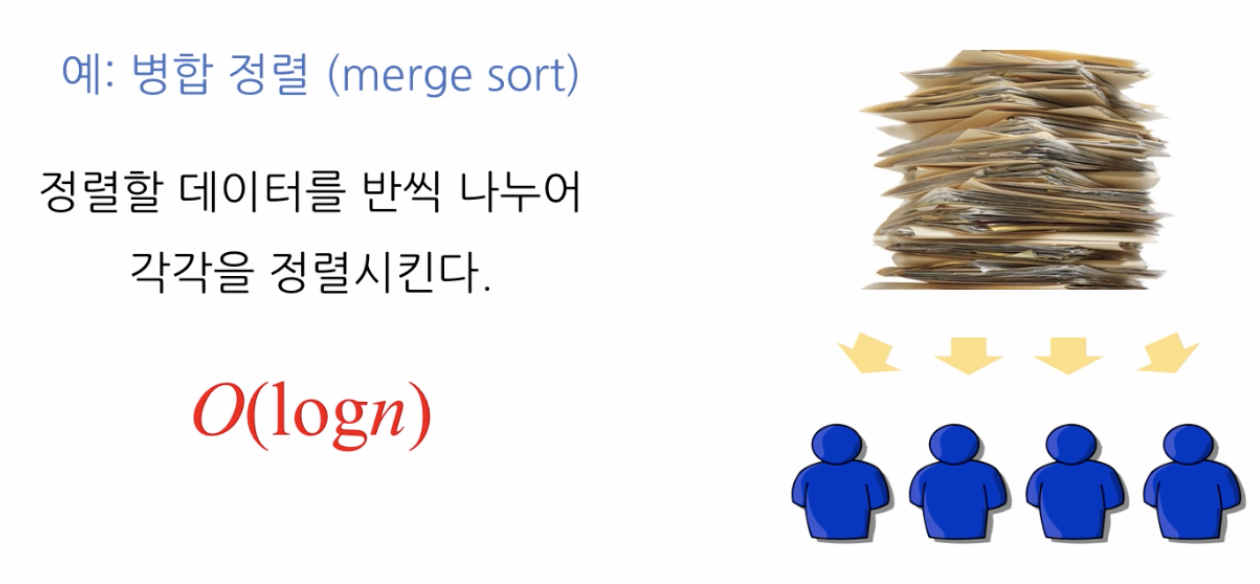 예: 병합 정렬 (merge sort)
정렬할 데이터를 반씩 나누어
각각을 정렬시킨다.
O(logn)